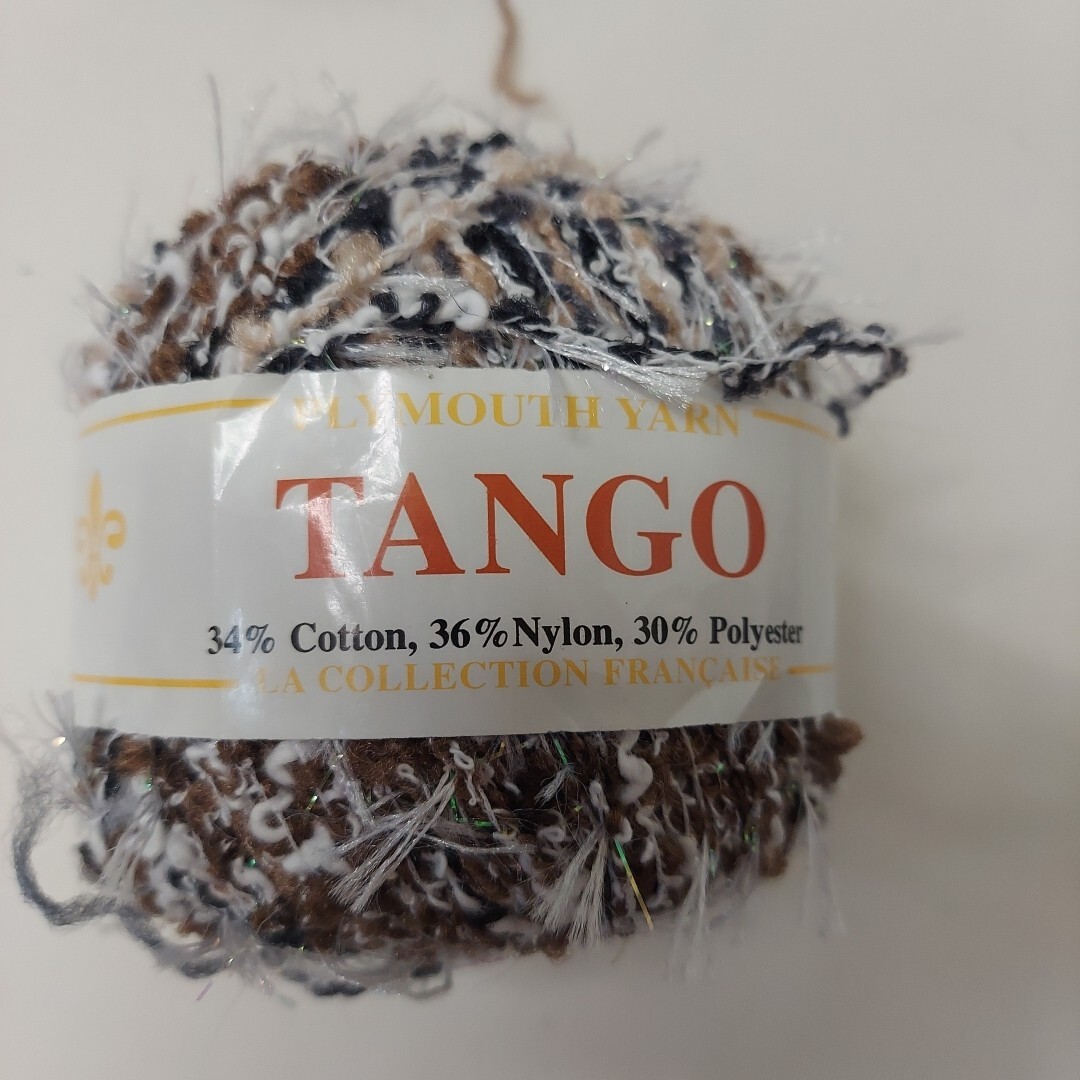 PLYMOUTH YARN
TANGO
34% Cotton, 36% Nylon, 30% Polyester
LA COLLECTION FRANÇAISE